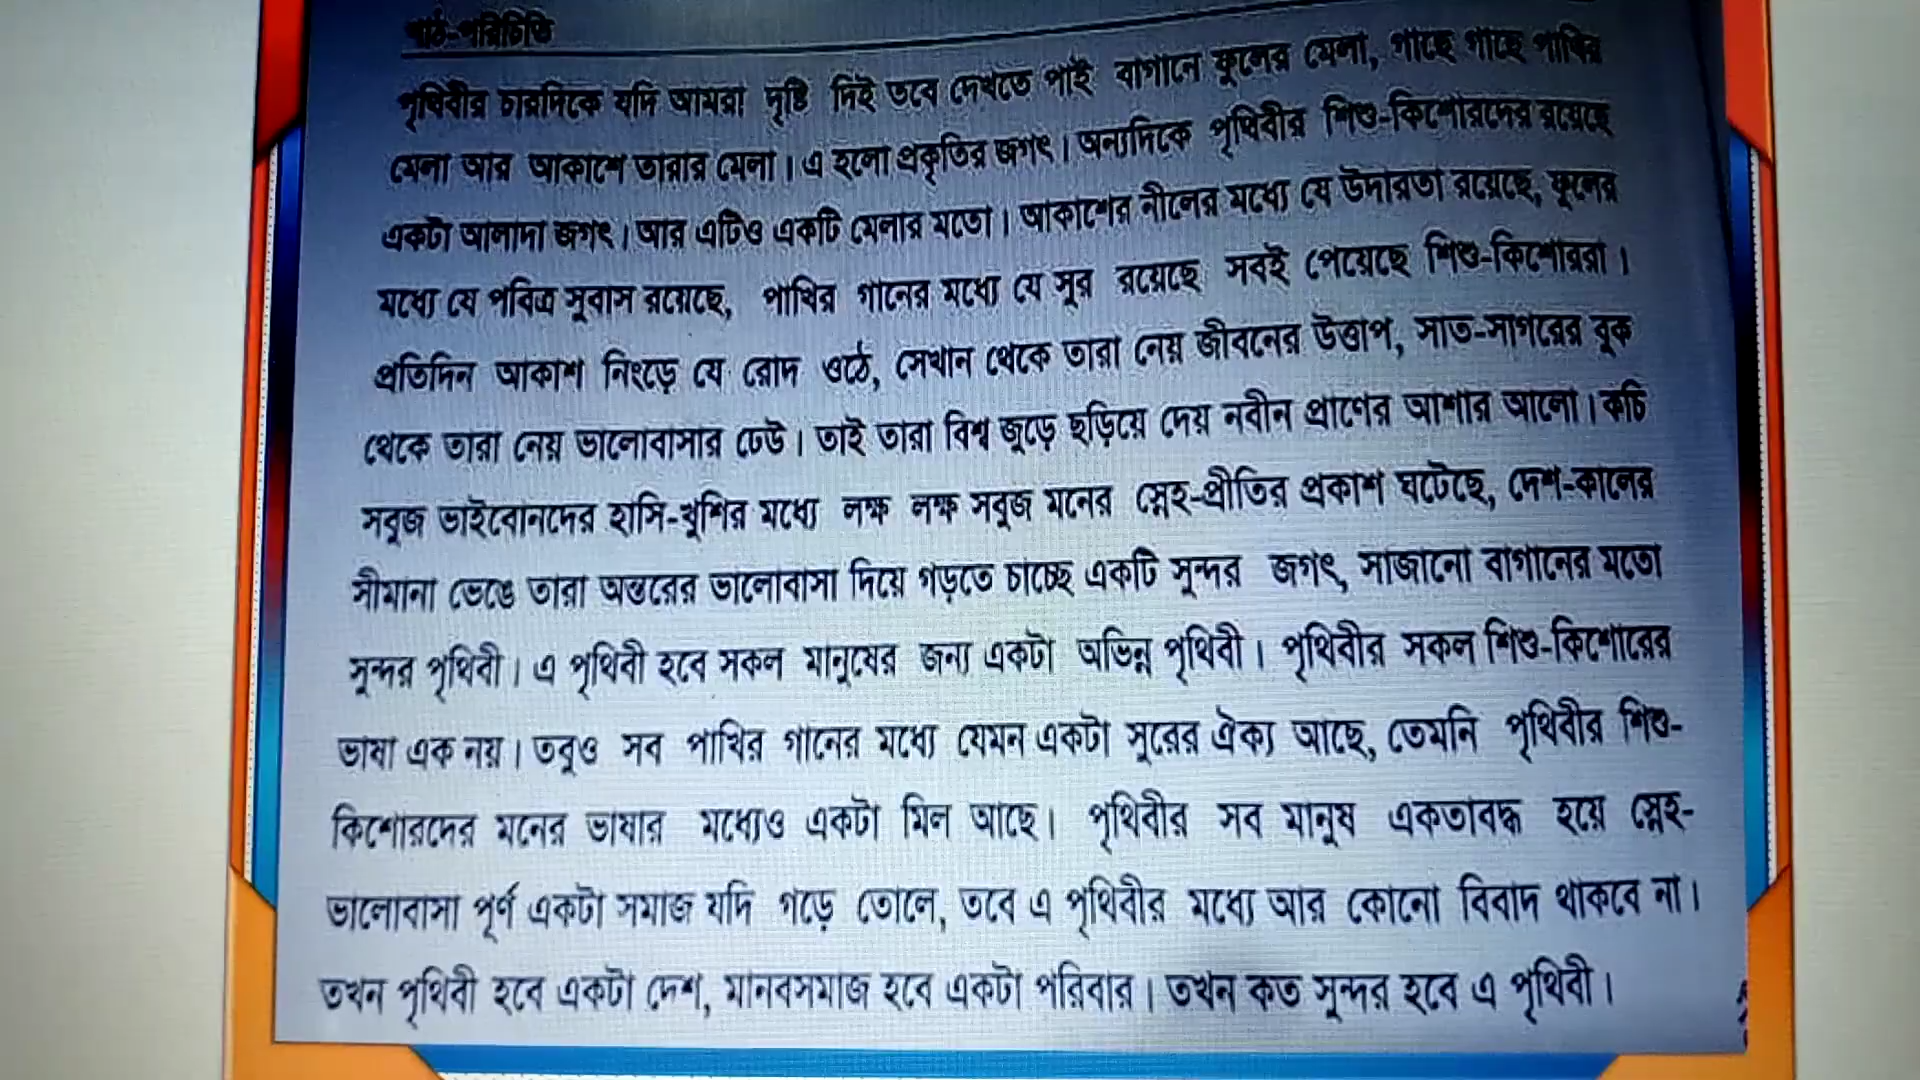 পাঠ-পরিচিতি
পৃথিবীর চারদিকে যদি আমরা দৃষ্টি দিই তবে দেখতে পাই বাগানে ফুলের মেলা, গাছে গাছে পাখির
মেলা আর আকাশে তারার মেলা। এ হলো প্রকৃতির জগৎ। অন্যদিকে পৃথিবীর শিশু-কিশোরদের রয়েছে
একটা আলাদা জগৎ। আর এটিও একটি মেলার মতো। আকাশের নীলের মধ্যে যে উদারতা রয়েছে, ফুলের
মধ্যে যে পবিত্র সুবাস রয়েছে, পাখির গানের মধ্যে যে সুর রয়েছে সবই পেয়েছে শিশু-কিশোররা।
প্রতিদিন আকাশ নিংড়ে যে রোদ ওঠে, সেখান থেকে তারা নেয় জীবনের উত্তাপ, সাত-সাগরের বুক
থেকে তারা নেয় ভালোবাসার ঢেউ। তাই তারা বিশ্ব জুড়ে ছড়িয়ে দেয় নবীন প্রাণের আশার আলো। কচি
সবুজ ভাইবোনদের হাসি-খুশির মধ্যে লক্ষ লক্ষ সবুজ মনের স্নেহ-প্রীতির প্রকাশ ঘটেছে, দেশ-কালের
সীমানা ভেঙে তারা অন্তরের ভালোবাসা দিয়ে গড়তে চাচ্ছে একটি সুন্দর জগৎ, সাজানো বাগানের মতো
সুন্দর পৃথিবী। এ পৃথিবী হবে সকল মানুষের জন্য একটা অভিন্ন পৃথিবী। পৃথিবীর সকল শিশু-কিশোরের
ভাষা এক নয়। তবুও সব পাখির গানের মধ্যে যেমন একটা সুরের ঐক্য আছে, তেমনি পৃথিবীর শিশু-
কিশোরদের মনের ভাষার মধ্যেও একটা মিল আছে। পৃথিবীর সব মানুষ একতাবদ্ধ হয়ে স্নেহ-
ভালোবাসা পূর্ণ একটা সমাজ যদি গড়ে তোলে, তবে এ পৃথিবীর মধ্যে আর কোনো বিবাদ থাকবে না।
তখন পৃথিবী হবে একটা দেশ, মানবসমাজ হবে একটা পরিবার। তখন কত সুন্দর হবে এ পৃথিবী।